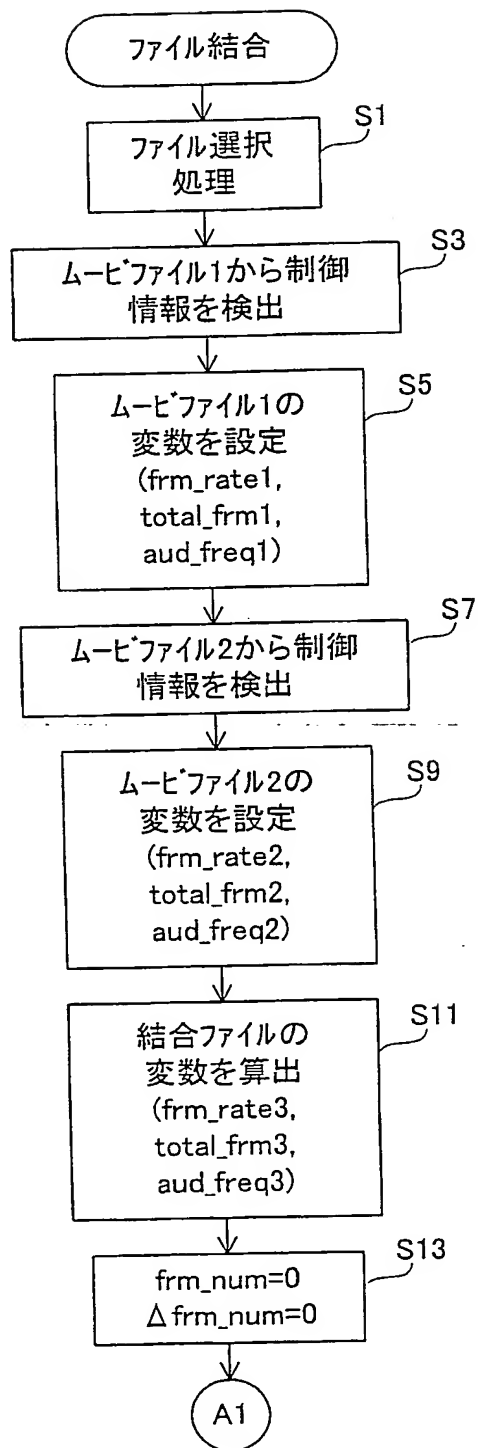 ファイル結合
S1
ファイル選択
処理
S3
ムービファイル1から制御
情報を検出
S5
ムービファイル1の
変数を設定
(frm_rate1,
total_frm1,
aud_freq1)
S7
ムービファイル2から制御
情報を検出
S9
ムービファイル2の
変数を設定
(frm_rate2,
total_frm2,
aud_freq2)
S11
結合ファイルの
変数を算出
(frm_rate3,
total_frm3,
aud_freq3)
S13
frm_num=0
Δfrm_num=0
A1